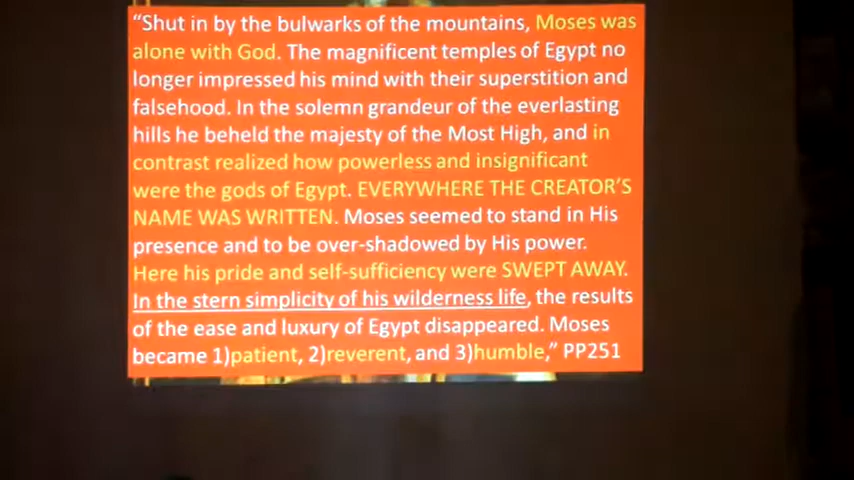 “Shut in by the bulwarks of the mountains, Moses was
alone with God. The magnificent temples of Egypt no
longer impressed his mind with their superstition and
falsehood. In the solemn grandeur of the everlasting
hills he beheld the majesty of the Most High, and in
contrast realized how powerless and insignificant
were the gods of Egypt. EVERYWHERE THE CREATOR’S
NAME WAS WRITTEN. Moses seemed to stand in His
presence and to be over-shadowed by His power.
Here his pride and self-sufficiency were SWEPT AWAY.
In the stern simplicity of his wilderness life, the results
of the ease and luxury of Egypt disappeared. Moses
became 1)patient, 2)reverent, and 3)humble,” PP251